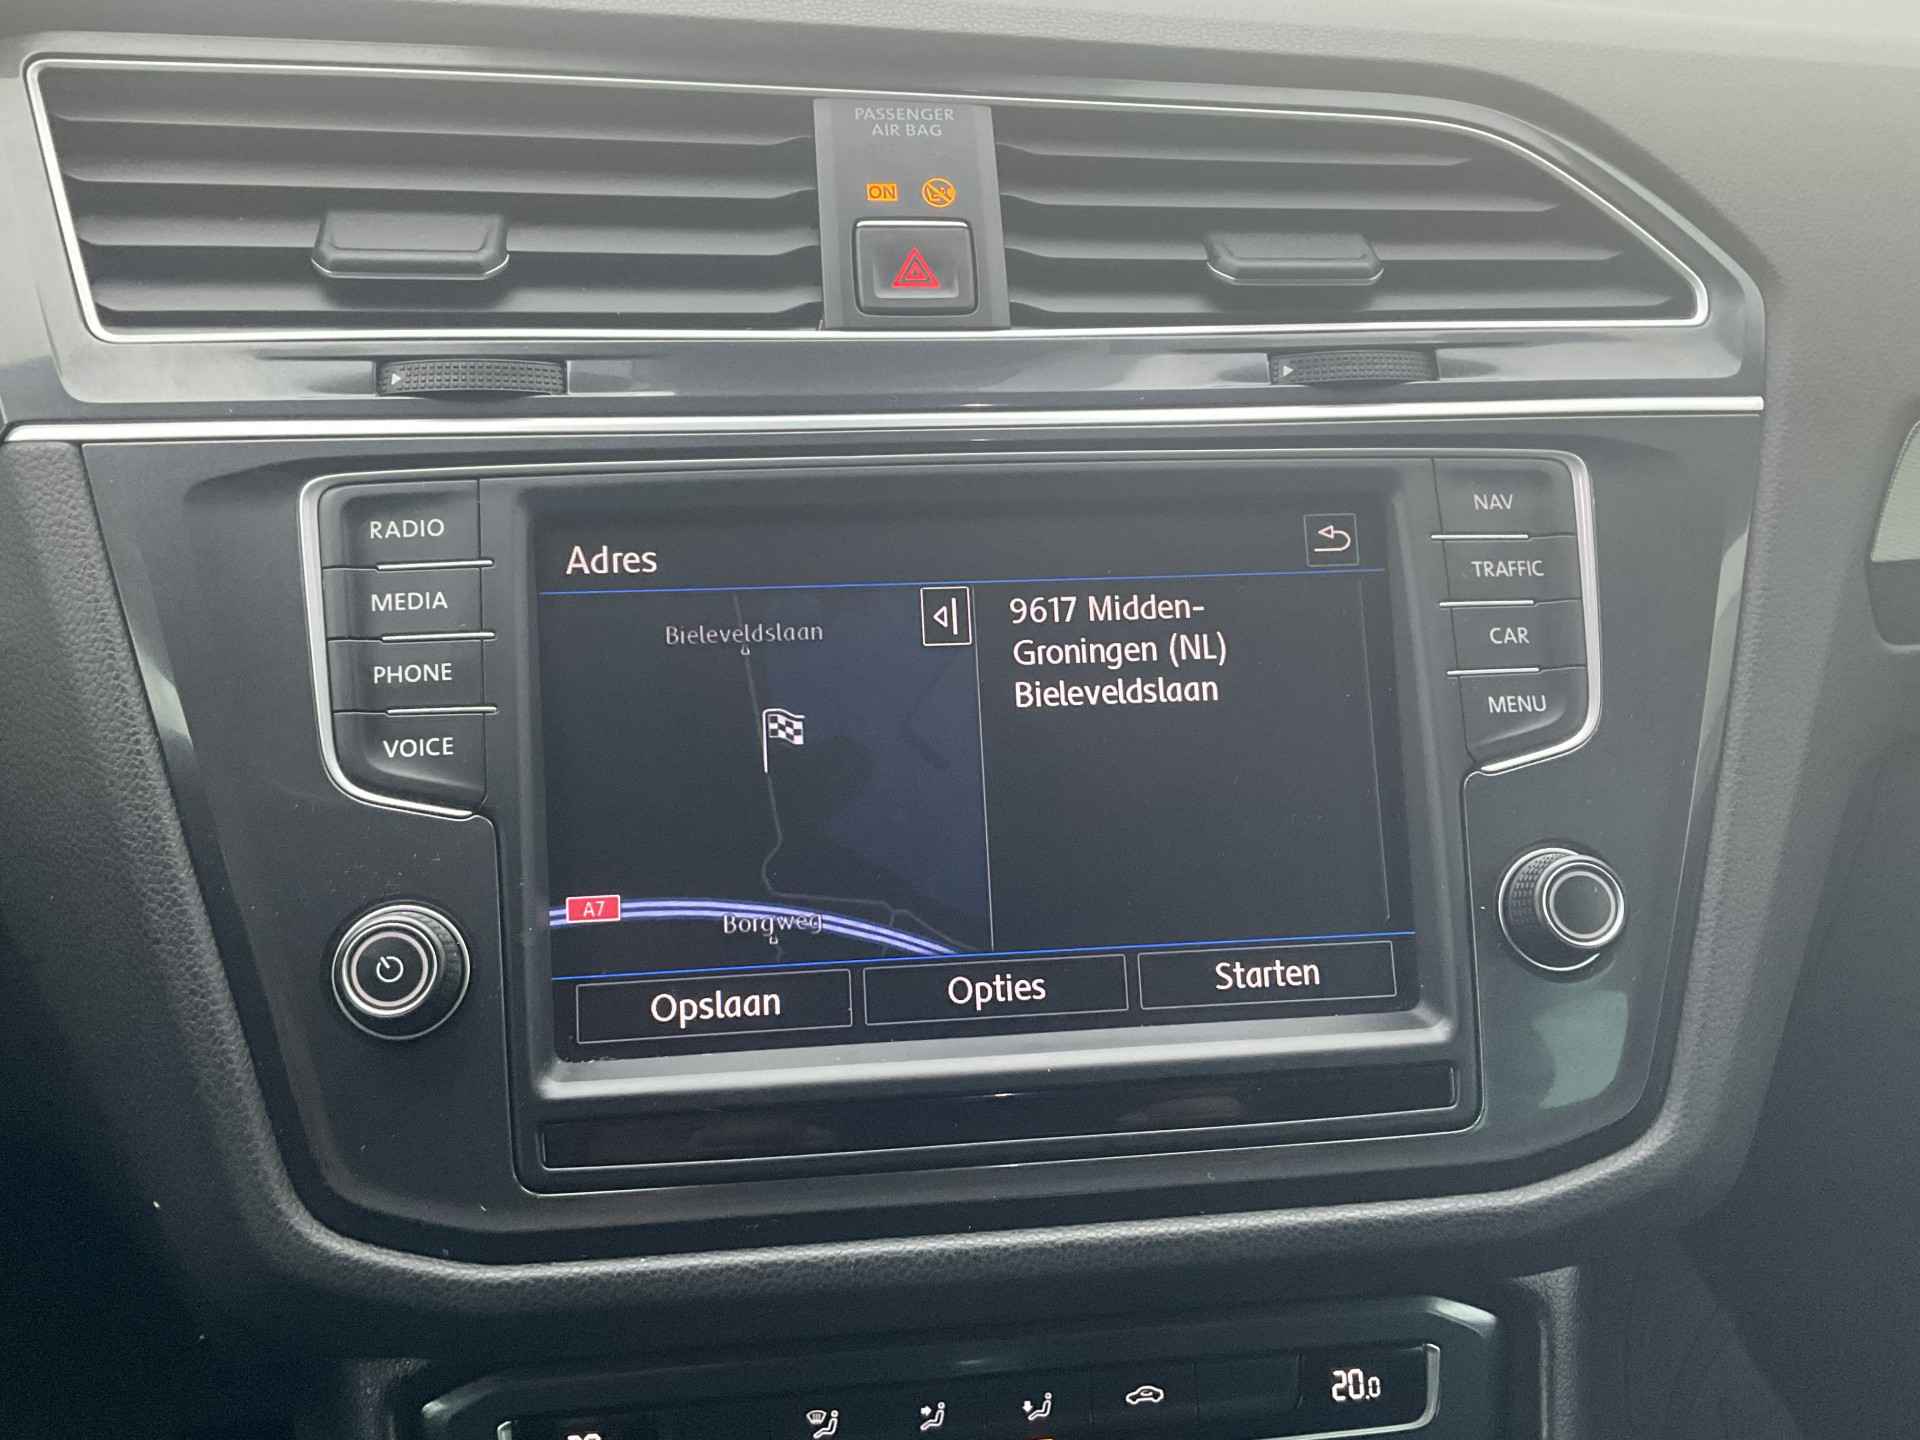 PASSENGER
AIR BAG
ON
RADIO
MEDIA
PHONE
VOICE
NAV
TRAFFIC
CAR
MENU
Adres
Bieleveldslaan
A7
Borgweg
9617 Midden-
Groningen (NL)
Bieleveldslaan
Opslaan
Opties
Starten
20.0